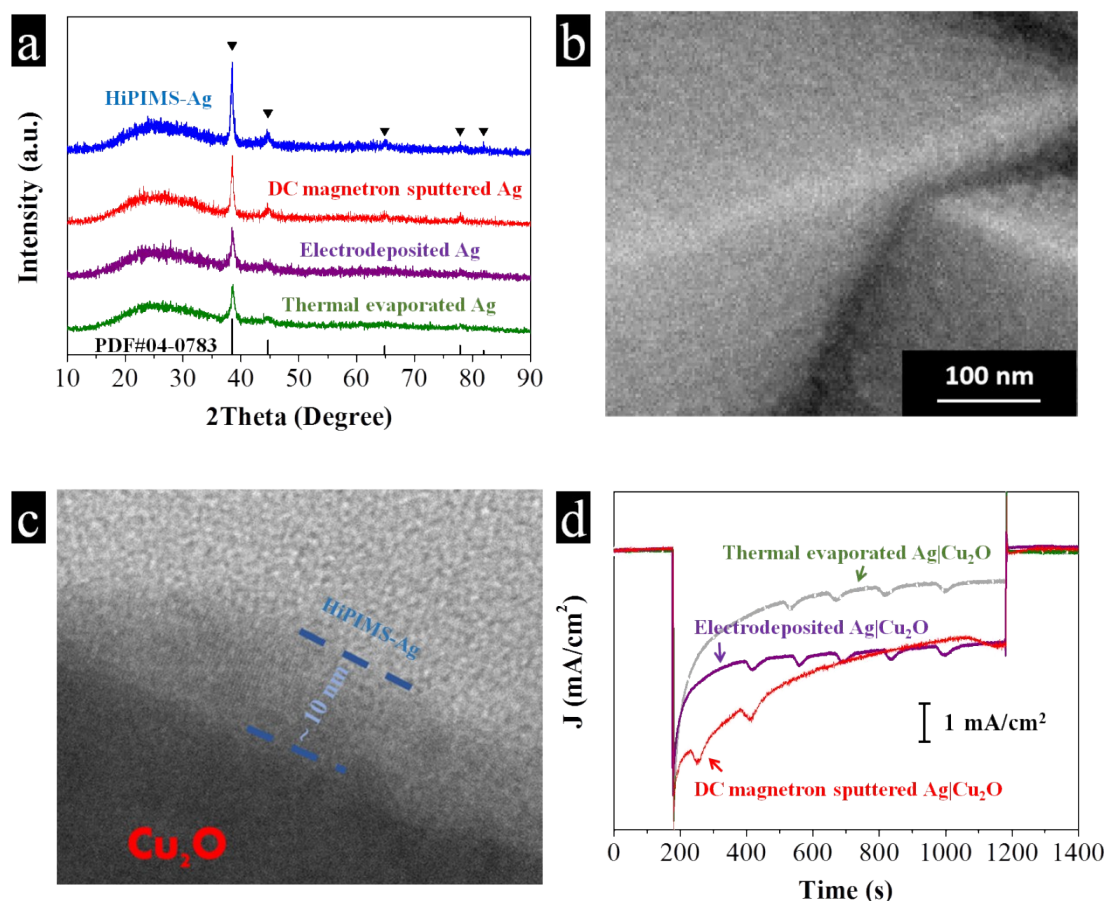 a
HiPIMS-Ag
DC magnetron sputtered Ag
Electrodeposited Ag
Thermal evaporated Ag
PDF#04-0783
Intensity (a.u.)
10 20 30 40 50 60 70 80 90
2Theta (Degree)
b
100 nm
c
HiPIMS-Ag
~ 10 nm
Cu₂O
d
Thermal evaporated Ag|Cu₂O
Electrodeposited Ag|Cu₂O
1 mA/cm²
DC magnetron sputtered Ag|Cu₂O
J (mA/cm²)
0 200 400 600 800 1000 1200 1400
Time (s)